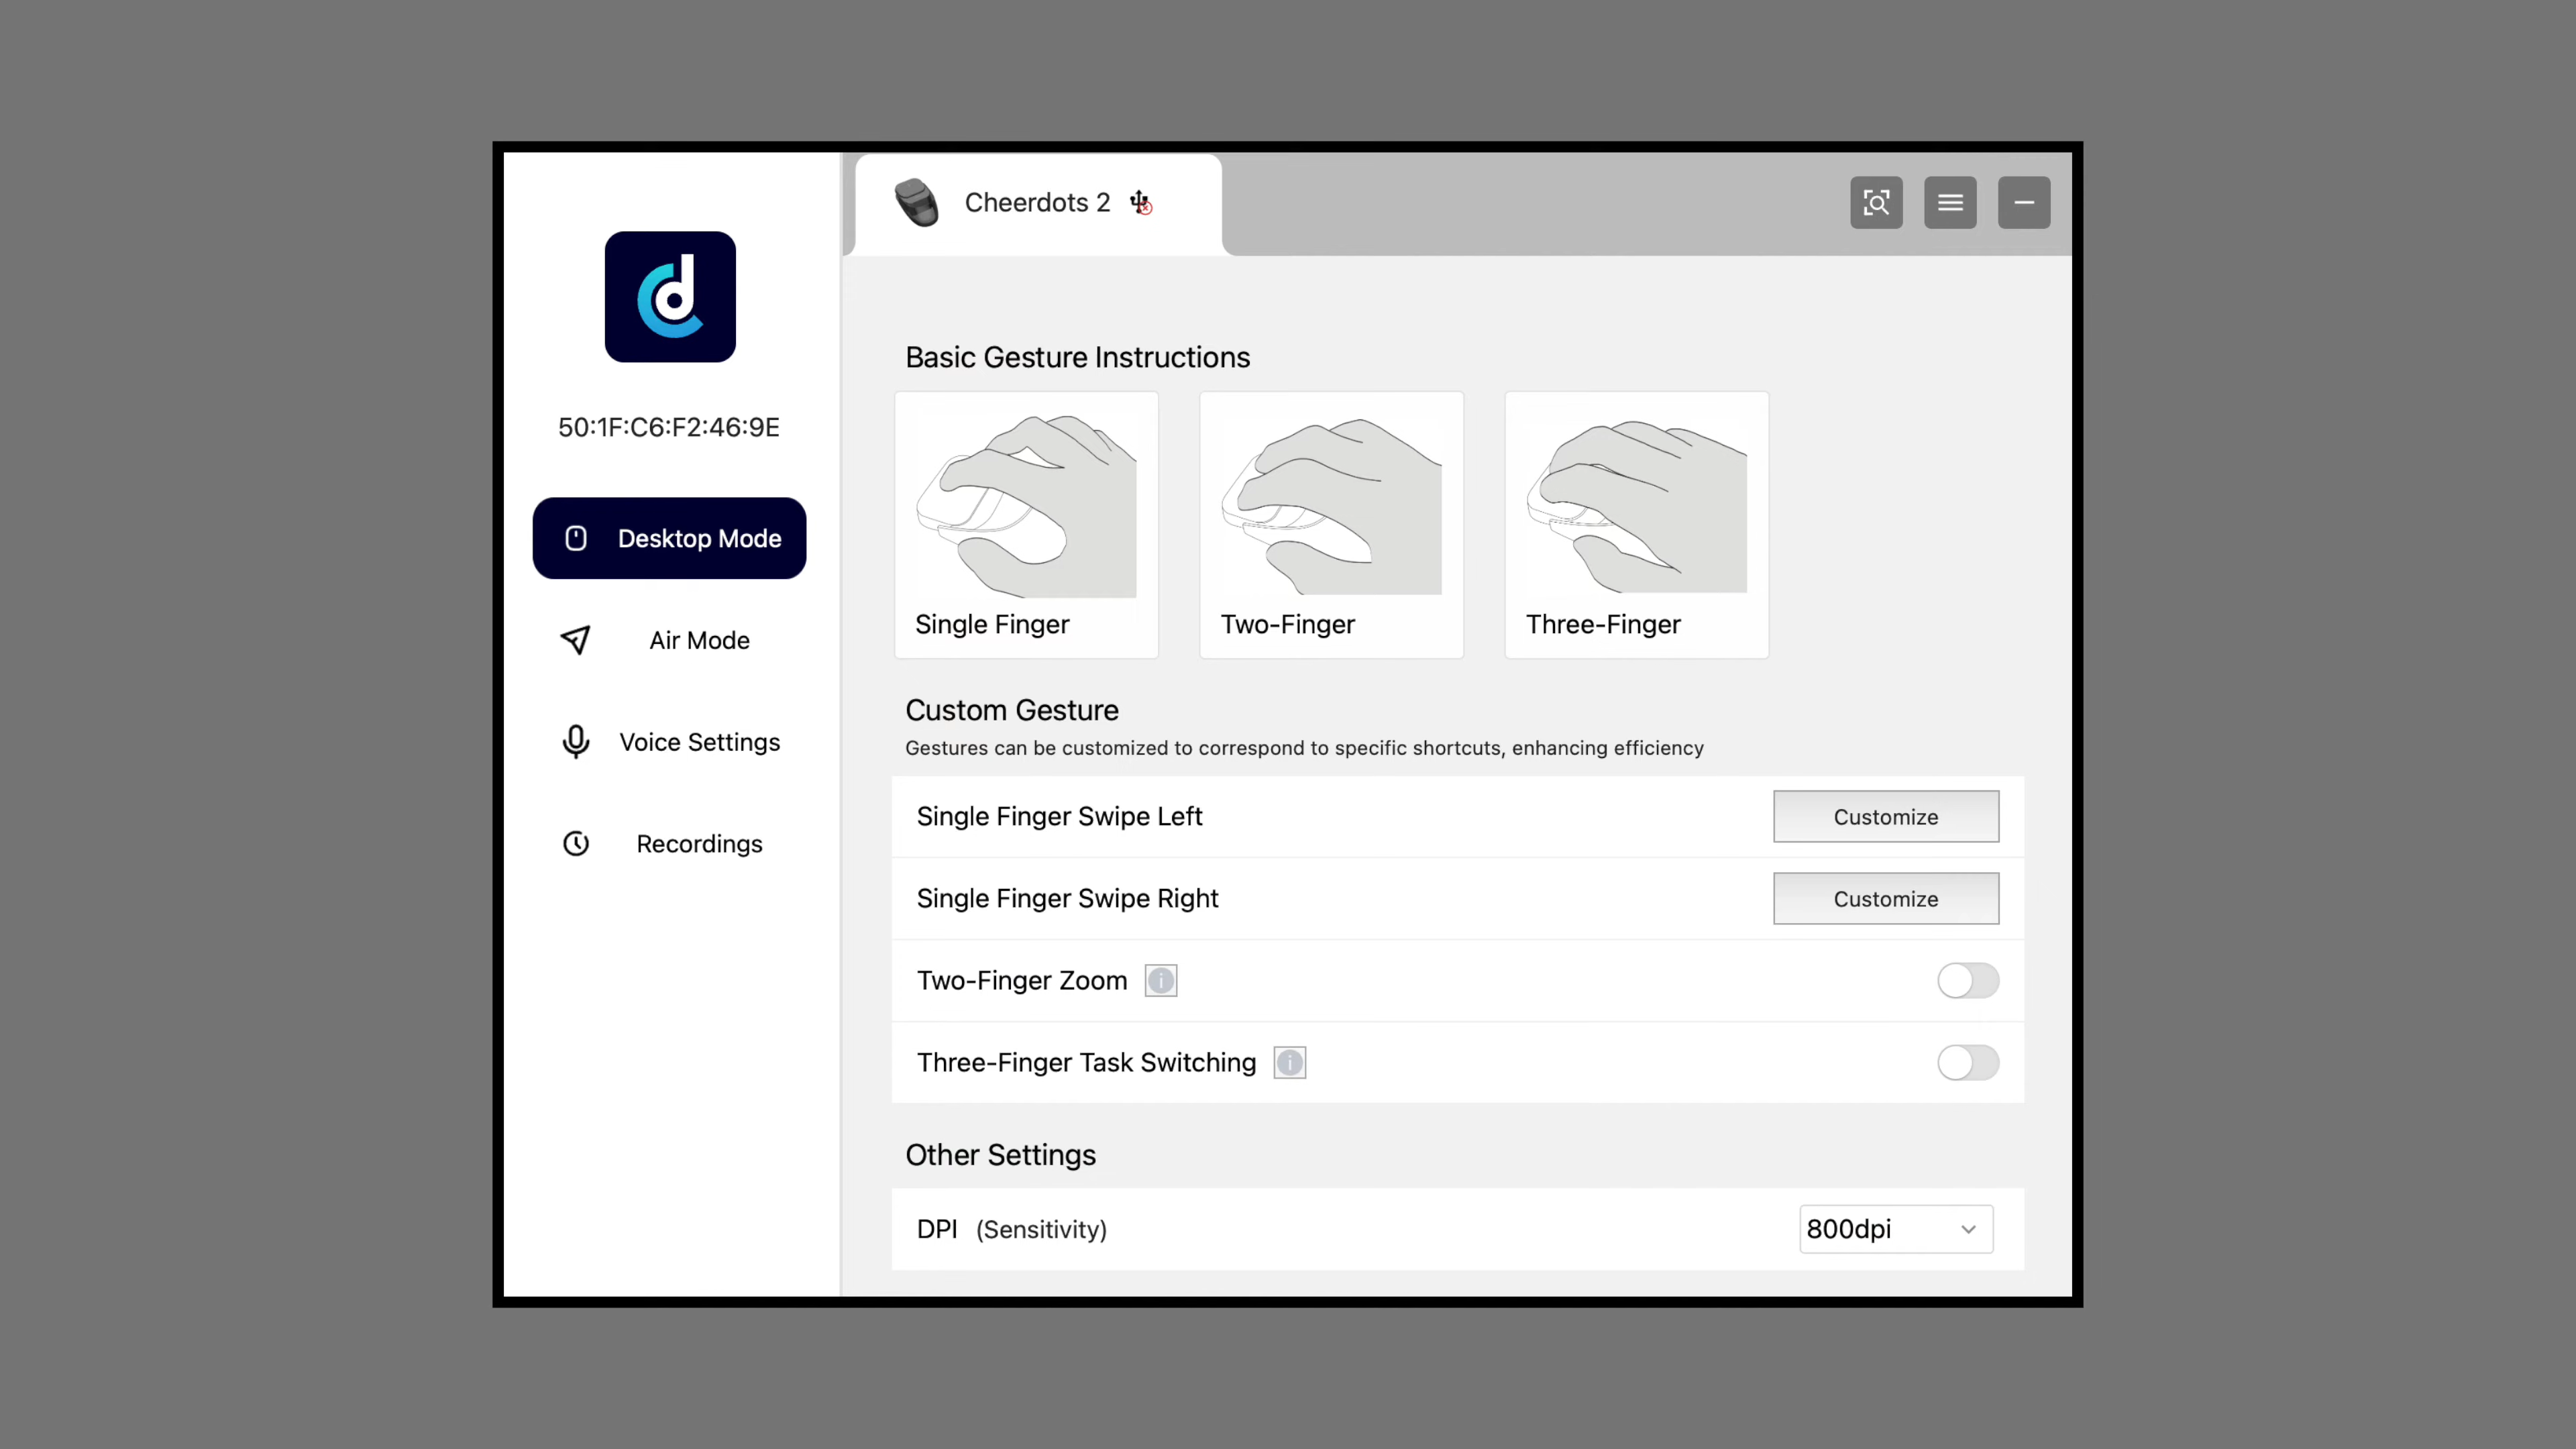 Cheerdots 2
50:1F:C6:F2:46:9E
Desktop Mode
Air Mode
Voice Settings
Recordings
Basic Gesture Instructions
Single Finger
Two-Finger
Three-Finger
Custom Gesture
Gestures can be customized to correspond to specific shortcuts, enhancing efficiency
Single Finger Swipe Left
Customize
Single Finger Swipe Right
Customize
Two-Finger Zoom
Three-Finger Task Switching
Other Settings
DPI (Sensitivity)
800dpi